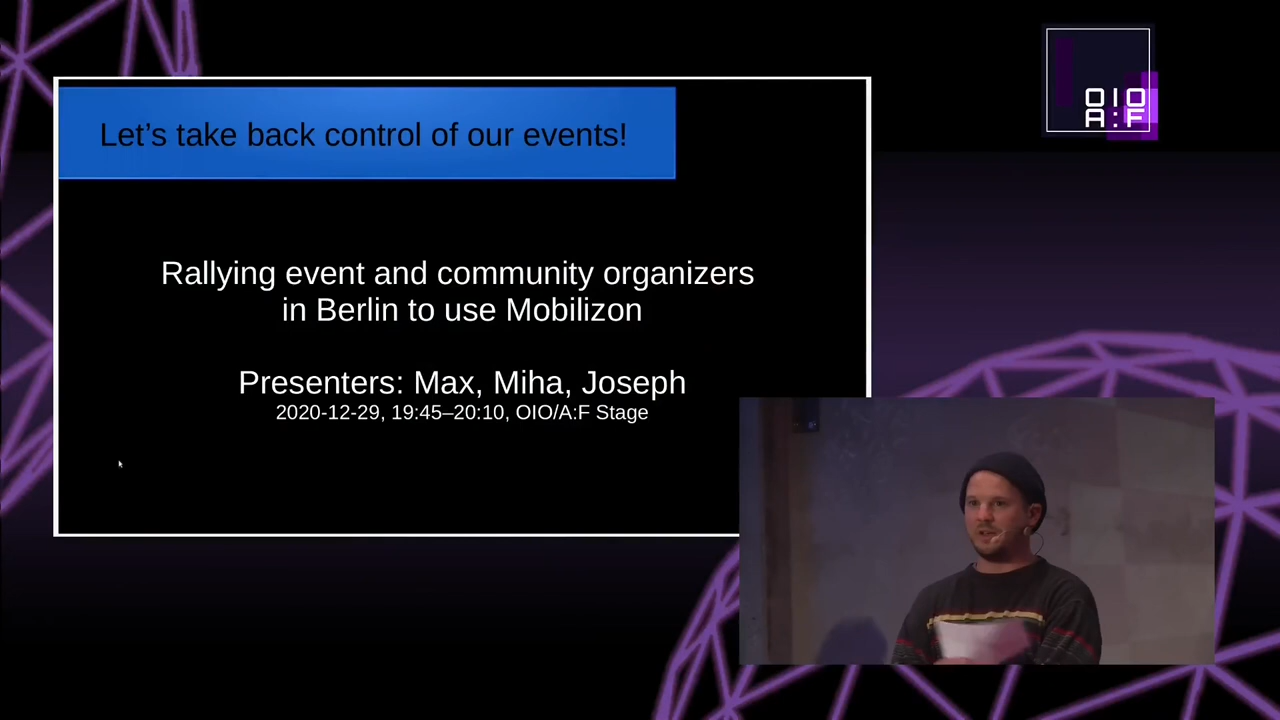 Let’s take back control of our events!
Rallying event and community organizers
in Berlin to use Mobilizon
Presenters: Max, Miha, Joseph
2020-12-29, 19:45–20:10, OIO/A:F Stage
OIO
A:F